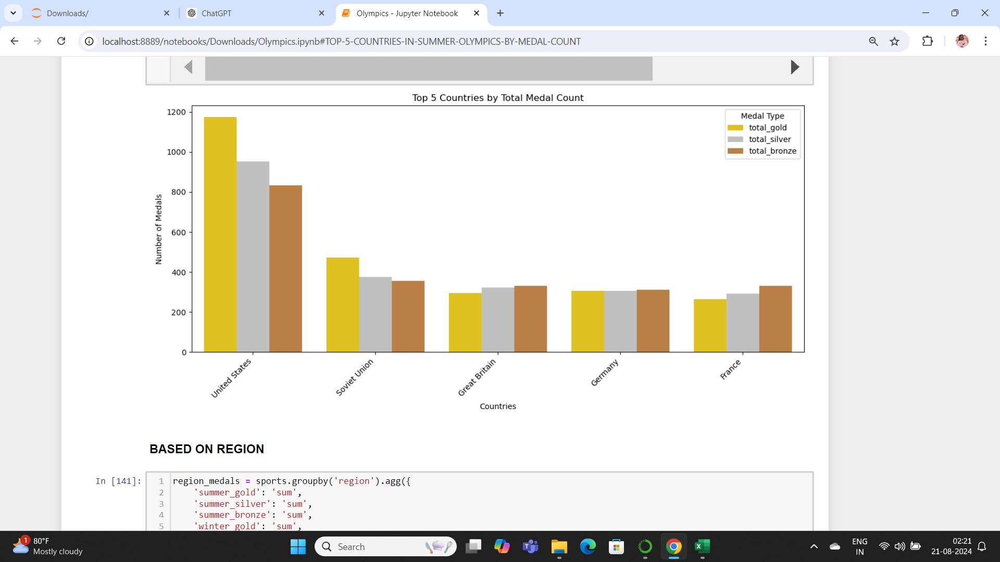 Downloads/
ChatGPT
Olympics - Jupyter Notebook
localhost:8889/notebooks/Downloads/Olympics.ipynb#TOP-5-COUNTRIES-IN-SUMMER-OLYMPICS-BY-MEDAL-COUNT
Top 5 Countries by Total Medal Count
Medal Type
total_gold
total_silver
total_bronze
Number of Medals
1200
1000
800
600
400
200
0
United States
Soviet Union
Great Britain
Germany
France
Countries
BASED ON REGION
In [141]:
1 region_medals = sports.groupby('region').agg({
2 'summer_gold': 'sum',
3 'summer_silver': 'sum',
4 'summer_bronze': 'sum',
5 'winter_gold': 'sum',
1
80°F
Mostly cloudy
Search
ENG
IN
02:21
21-08-2024